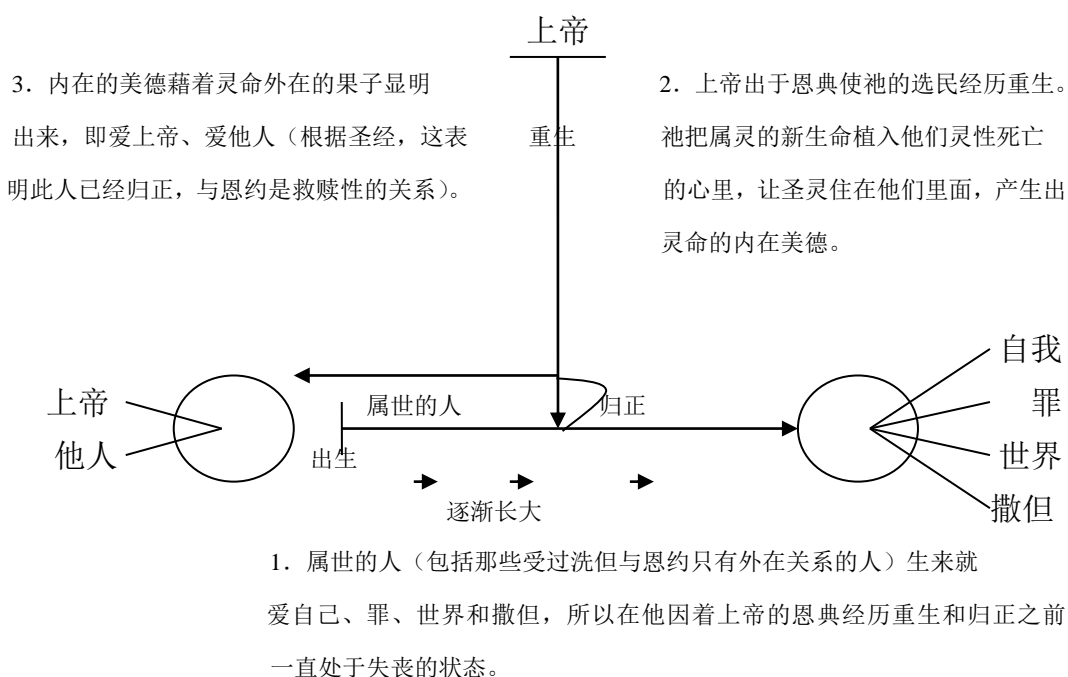 上帝
3．内在的美德藉着灵命外在的果子显明
出来，即爱上帝、爱他人（根据圣经，这表
明此人已经归正，与恩约是救赎性的关系）。
重生
2．上帝出于恩典使祂的选民经历重生。
祂把属灵的新生命植入他们灵性死亡
的心里，让圣灵住在他们里面，产生出
灵命的内在美德。
上帝
他人
属世的人
归正
出生
逐渐长大
自我
罪
世界
撒但
1．属世的人（包括那些受过洗但与恩约只有外在关系的人）生来就
爱自己、罪、世界和撒但，所以在他因着上帝的恩典经历重生和归正之前
一直处于失丧的状态。